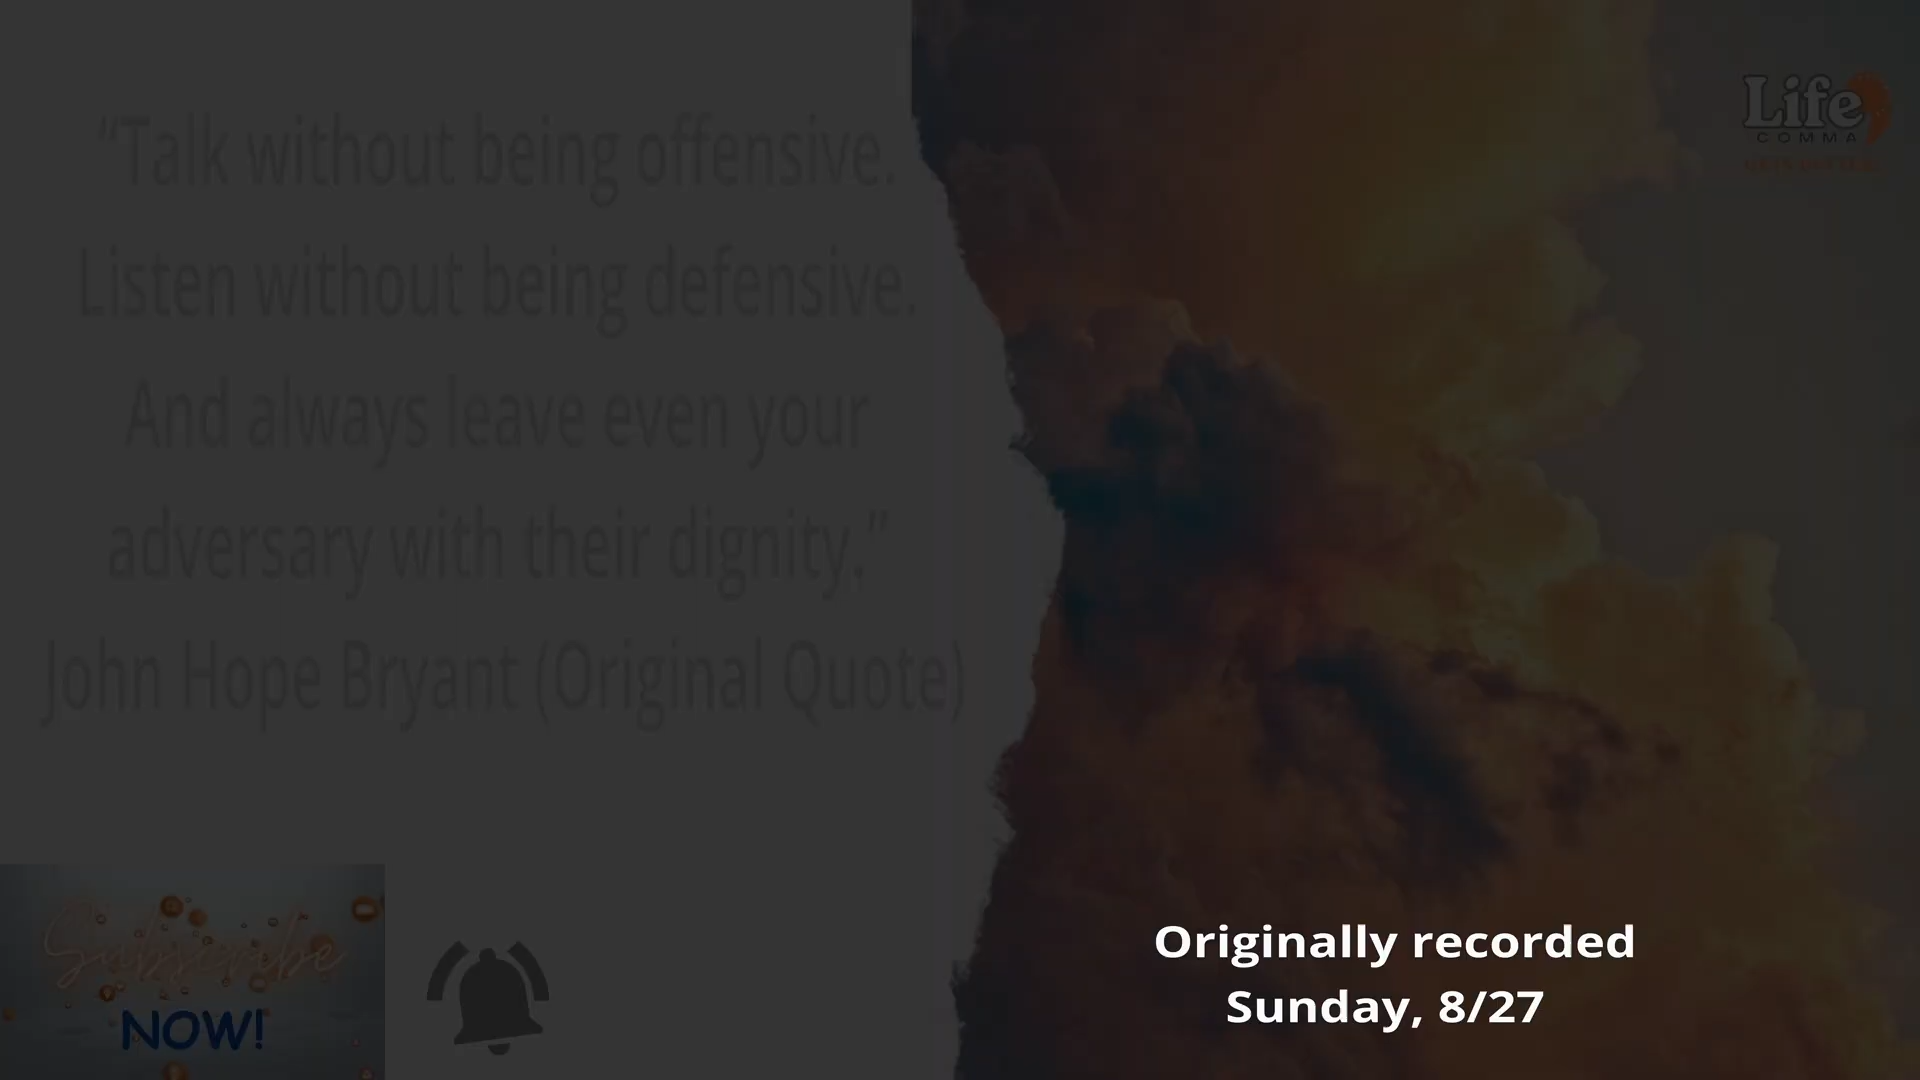 “Talk without being offensive.
Listen without being defensive.
And always leave even your
adversary with their dignity.”
John Hope Bryant (Original Quote)
Life
COMMA
Subscribe
NOW!
Originally recorded
Sunday, 8/27